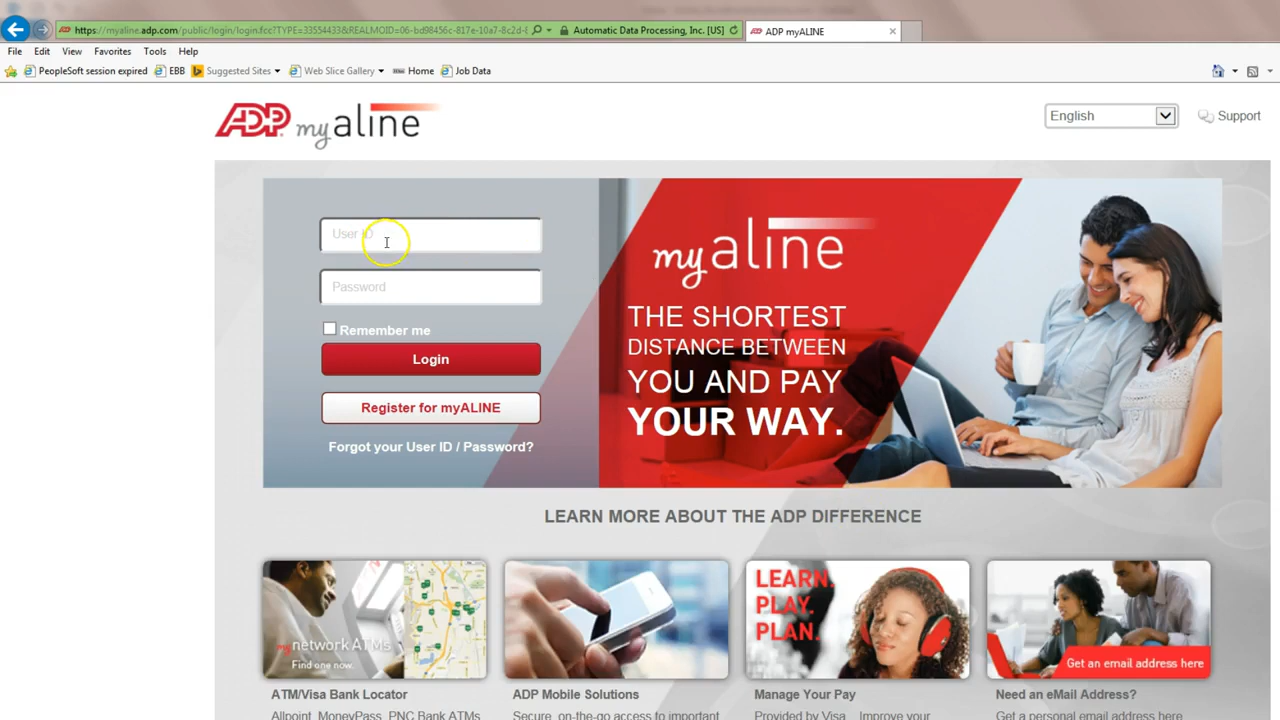 https://myaline.adp.com/public/login/login.fcc?TYPE=33554433&REALMOID=06-bd98456c-817e-10a7-8c2d-
Automatic Data Processing, Inc. [US]
ADP myALINE
File Edit View Favorites Tools Help
PeopleSoft session expired EBB Suggested Sites Web Slice Gallery Home Job Data
ADP my aline
English
Support
User ID
Password
Remember me
Login
Register for myALINE
Forgot your User ID / Password?
my aline
THE SHORTEST
DISTANCE BETWEEN
YOU AND PAY
YOUR WAY.
LEARN MORE ABOUT THE ADP DIFFERENCE
my network ATMs
Find one now.
LEARN.
PLAY.
PLAN.
Get an email address here
ATM/Visa Bank Locator
ADP Mobile Solutions
Manage Your Pay
Need an eMail Address?
Allpoint, MoneyPass, PNC Bank ATMs
Secure, on-the-go access to important
Provided by Visa. Improve your
Get a personal email address here